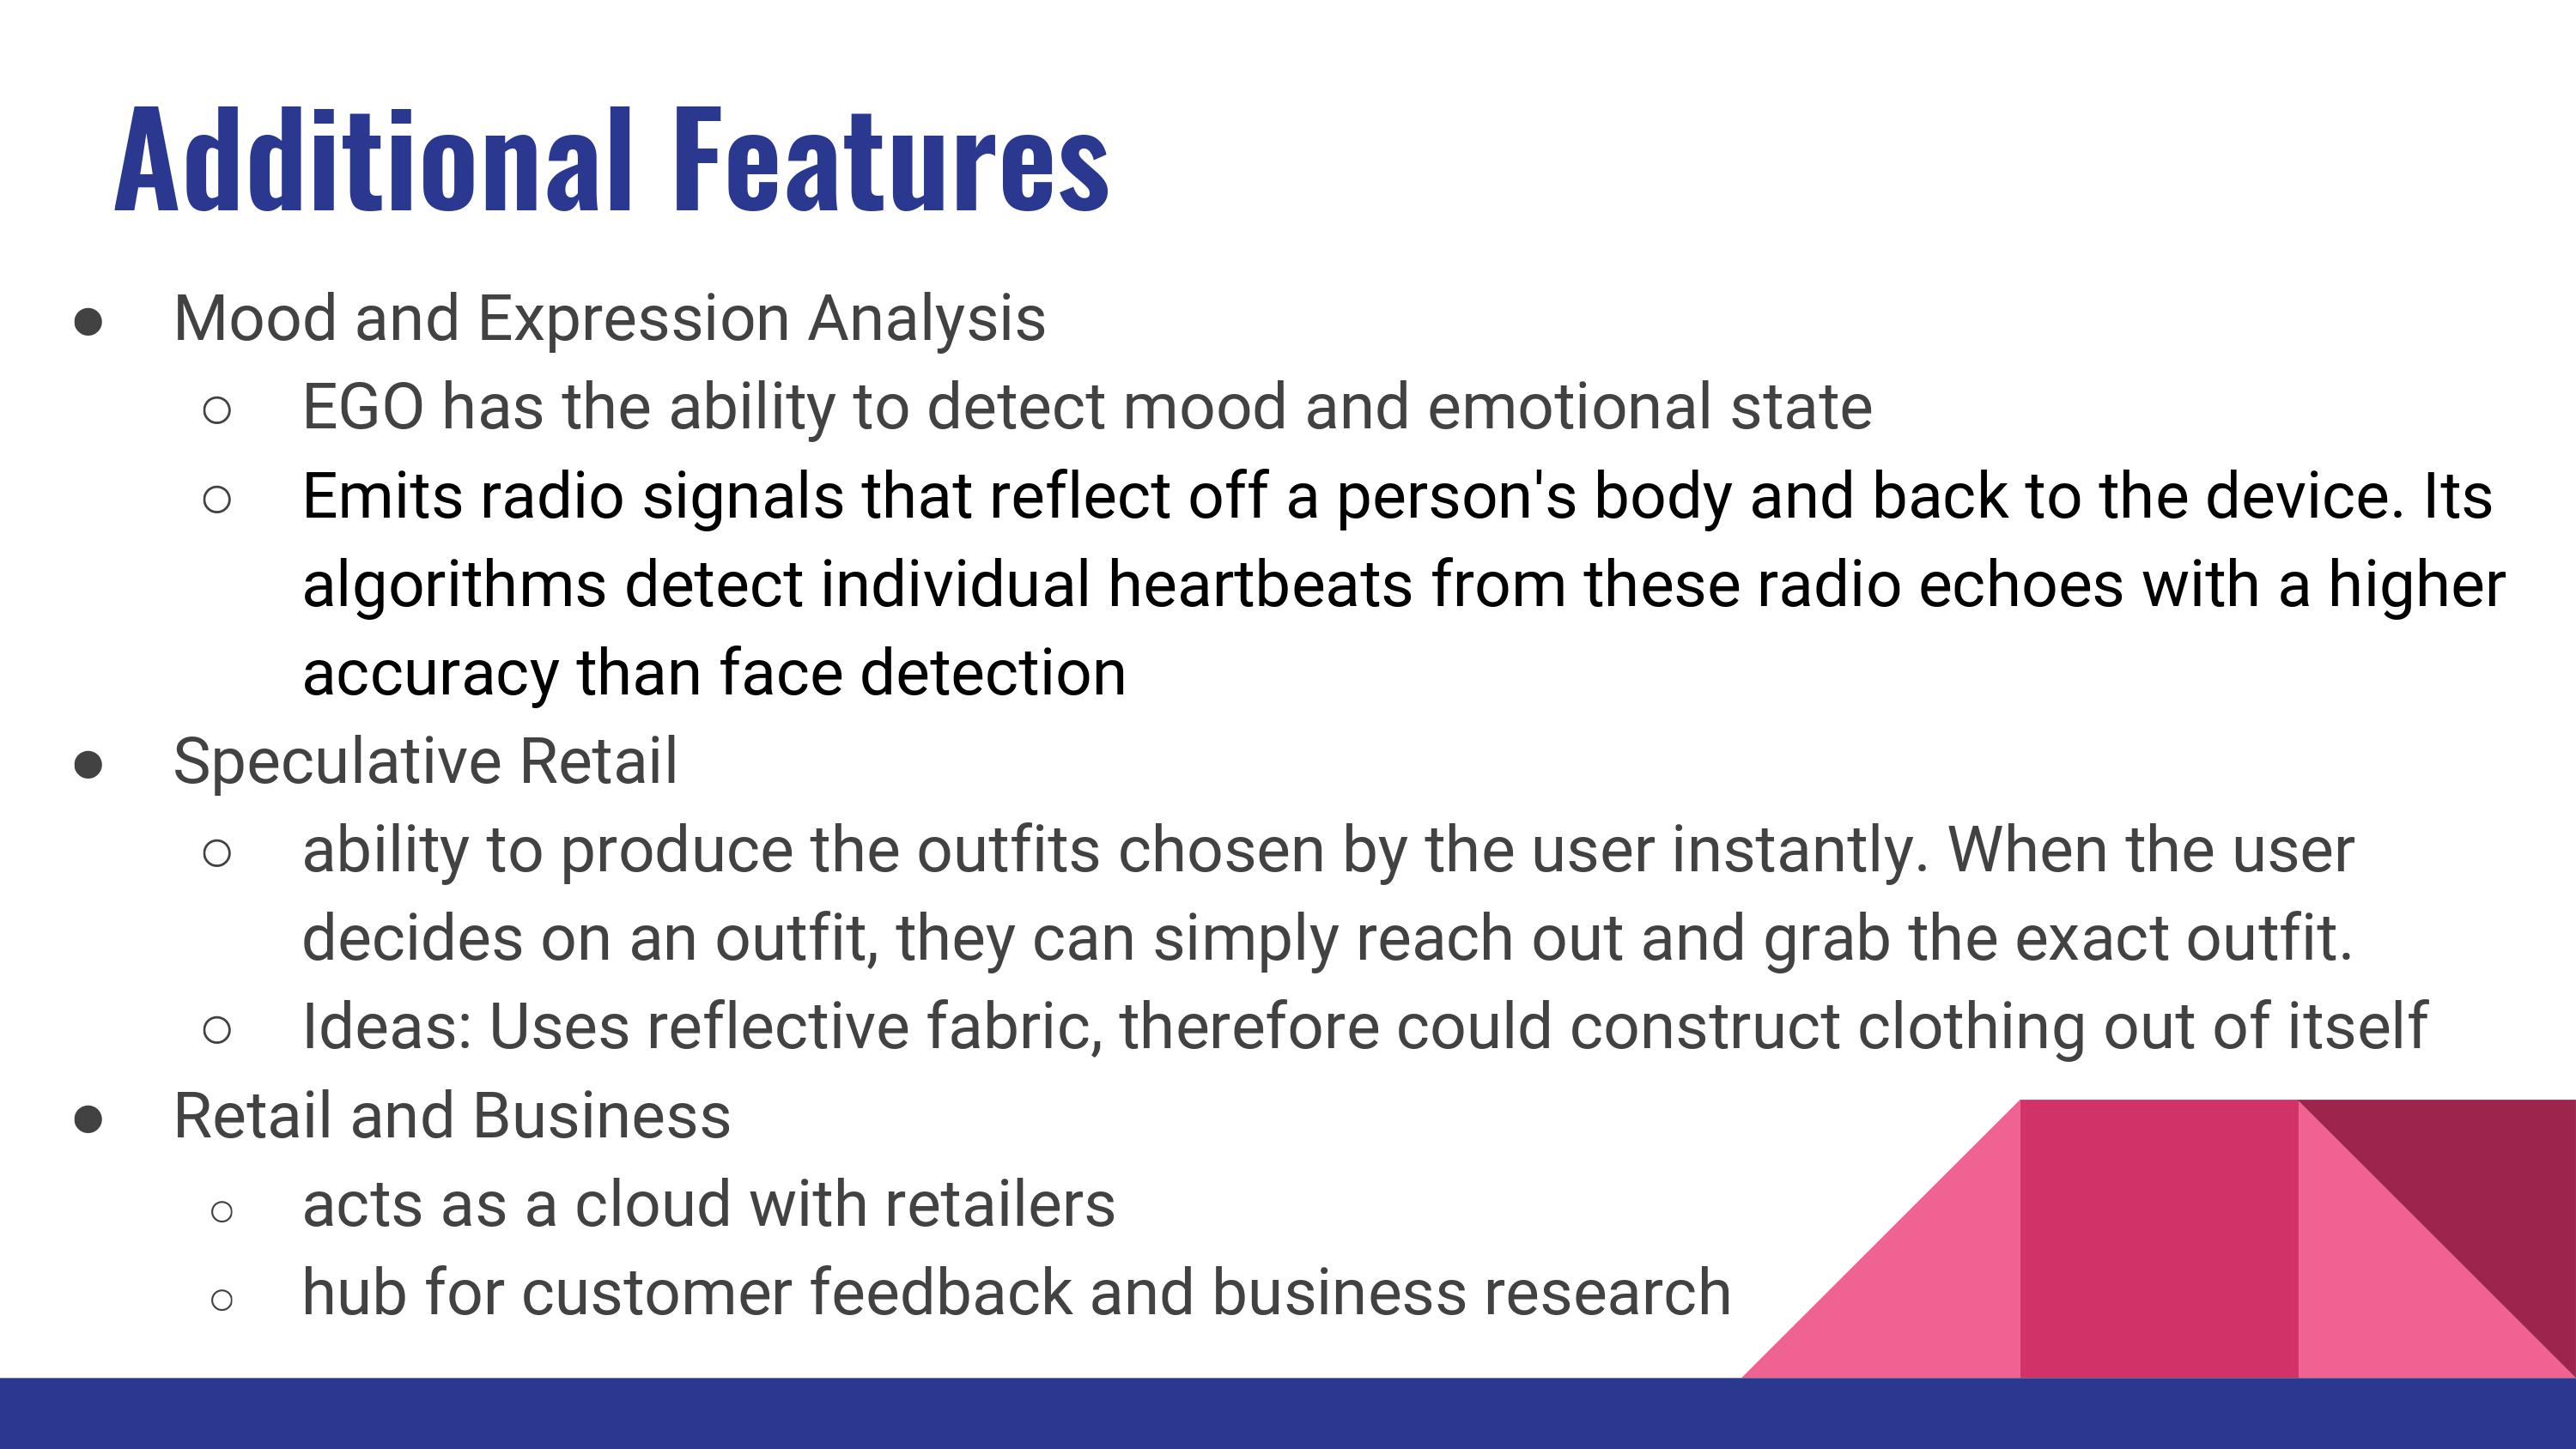 Additional Features
● Mood and Expression Analysis
○ EGO has the ability to detect mood and emotional state
○ Emits radio signals that reflect off a person's body and back to the device. Its
algorithms detect individual heartbeats from these radio echoes with a higher
accuracy than face detection
● Speculative Retail
○ ability to produce the outfits chosen by the user instantly. When the user
decides on an outfit, they can simply reach out and grab the exact outfit.
○ Ideas: Uses reflective fabric, therefore could construct clothing out of itself
● Retail and Business
○ acts as a cloud with retailers
○ hub for customer feedback and business research